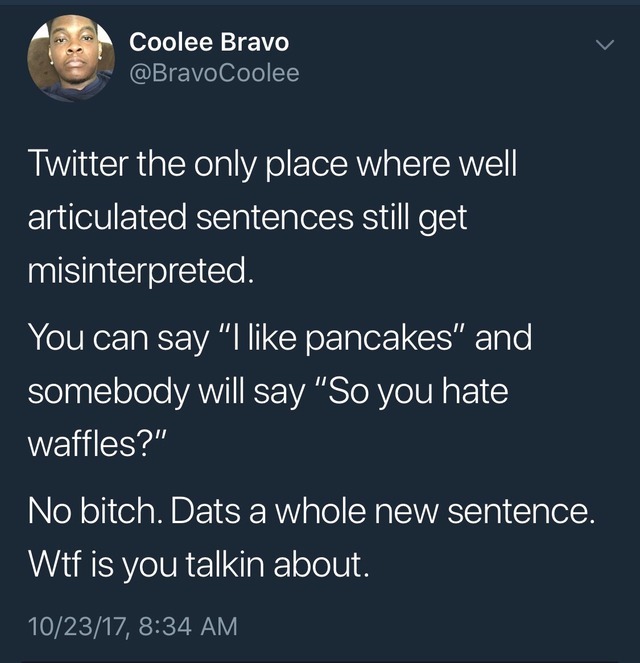 Coolee Bravo
@BravoCoolee
Twitter the only place where well
articulated sentences still get
misinterpreted.
You can say “I like pancakes” and
somebody will say “So you hate
waffles?”
No bitch. Dats a whole new sentence.
Wtf is you talkin about.
10/23/17, 8:34 AM